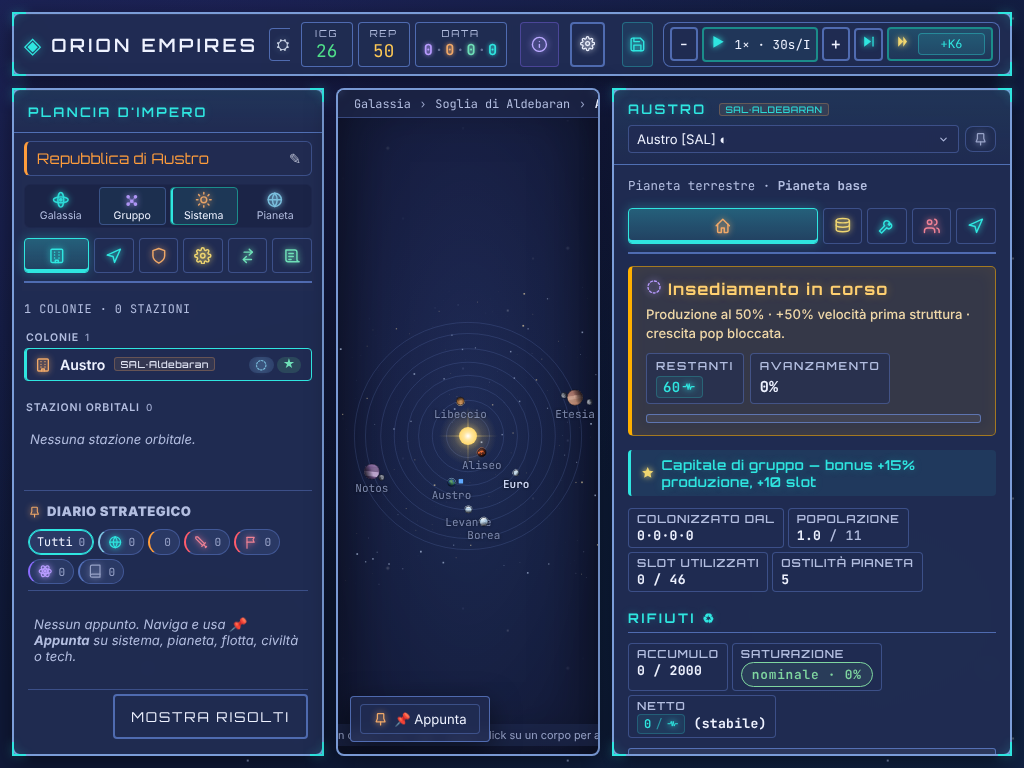 ORION EMPIRES
ICG
26
REP
50
DATA
0·0·0·0
- 1× · 30s/I +
+K6
PLANCIA D'IMPERO
Repubblica di Austro
Galassia
Gruppo
Sistema
Pianeta
1 COLONIE · 0 STAZIONI
COLONIE 1
Austro SAL·Aldebaran
STAZIONI ORBITALI 0
Nessuna stazione orbitale.
DIARIO STRATEGICO
Tutti 0
0
0
0
0
0
0
Nessun appunto. Naviga e usa 📌
Appunta su sistema, pianeta, flotta, civiltà
o tech.
MOSTRA RISOLTI
Galassia › Soglia di Aldebaran ›
Libeccio
Etesia
Aliseo
Notos
Euro
Austro
Levante
Borea
📌 Appunta
click su un corpo per a
AUSTRO SAL·ALDEBARAN
Austro [SAL]
Pianeta terrestre · Pianeta base
Insediamento in corso
Produzione al 50% · +50% velocità prima struttura ·
crescita pop bloccata.
RESTANTI
60
AVANZAMENTO
0%
Capitale di gruppo — bonus +15%
produzione, +10 slot
COLONIZZATO DAL
0·0·0·0
POPOLAZIONE
1.0 / 11
SLOT UTILIZZATI
0 / 46
OSTILITÀ PIANETA
5
RIFIUTI ♻
ACCUMULO
0 / 2000
SATURAZIONE
nominale · 0%
NETTO
0 / (stabile)